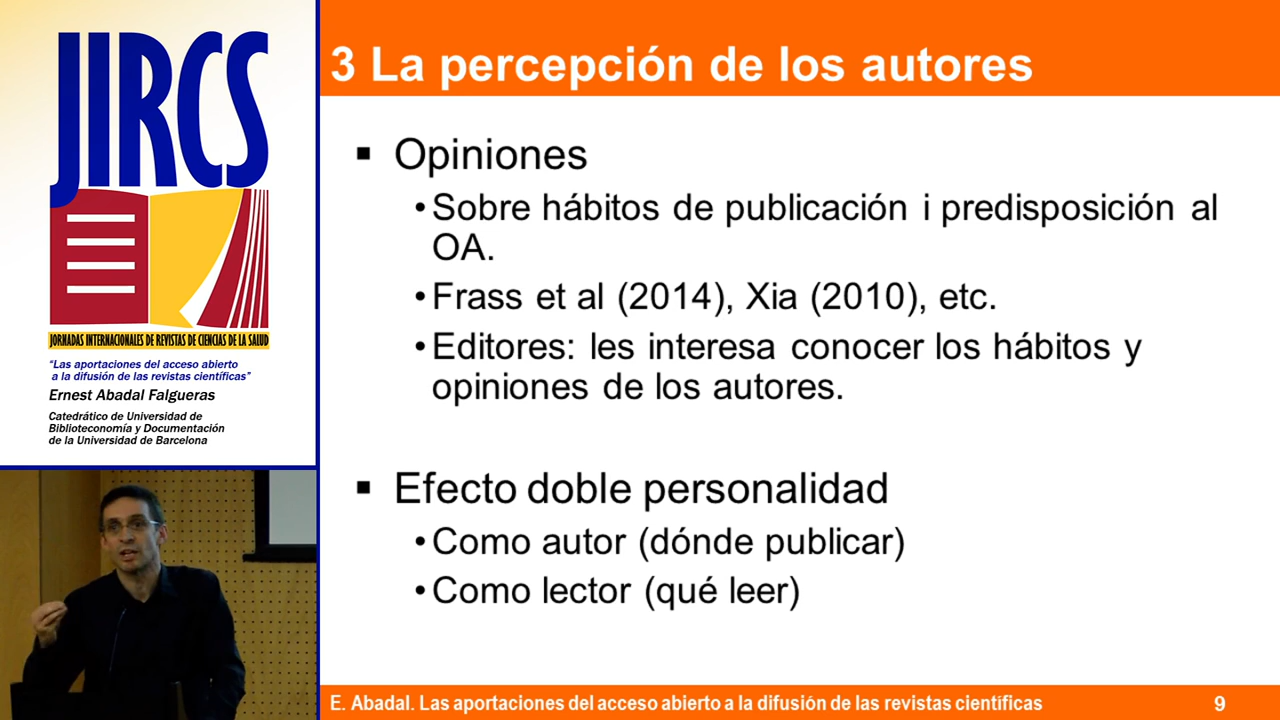 JIRCS
JORNADAS INTERNACIONALES DE REVISTAS DE CIENCIAS DE LA SALUD
“Las aportaciones del acceso abierto
a la difusión de las revistas científicas”
Ernest Abadal Falgueras
Catedrático de Universidad de
Biblioteconomía y Documentación
de la Universidad de Barcelona
3 La percepción de los autores
▪ Opiniones
• Sobre hábitos de publicación i predisposición al
OA.
• Frass et al (2014), Xia (2010), etc.
• Editores: les interesa conocer los hábitos y
opiniones de los autores.
▪ Efecto doble personalidad
• Como autor (dónde publicar)
• Como lector (qué leer)
E. Abadal. Las aportaciones del acceso abierto a la difusión de las revistas científicas 9